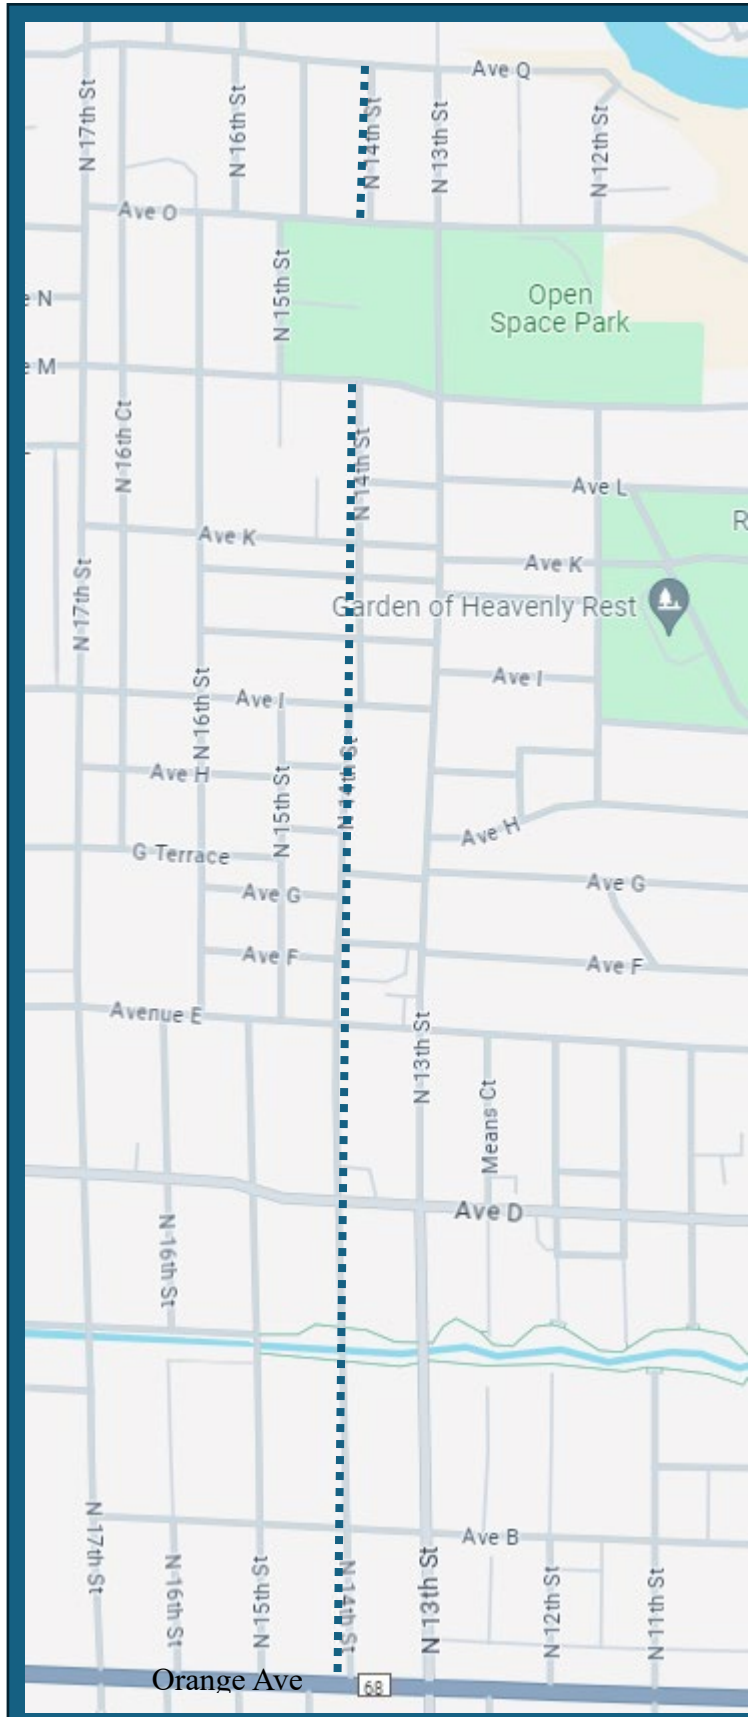 Ave Q
N 17th St
N 16th St
N 14th St
N 13th St
N 12th St
Ave O
N 15th St
e N
Open
Space Park
e M
N 16th Ct
N 14th St
Ave L
R
Ave K
Ave K
N 17th St
Garden of Heavenly Rest
Ave I
N 16th St
Ave I
N 14th St
Ave H
N 15th St
Ave H
G Terrace
Ave G
Ave G
Ave F
Ave F
Avenue E
N 13th St
Means Ct
Ave D
N 16th St
Ave B
N 17th St
N 16th St
N 15th St
N 14th St
N 13th St
N 12th St
N 11th St
Orange Ave
68